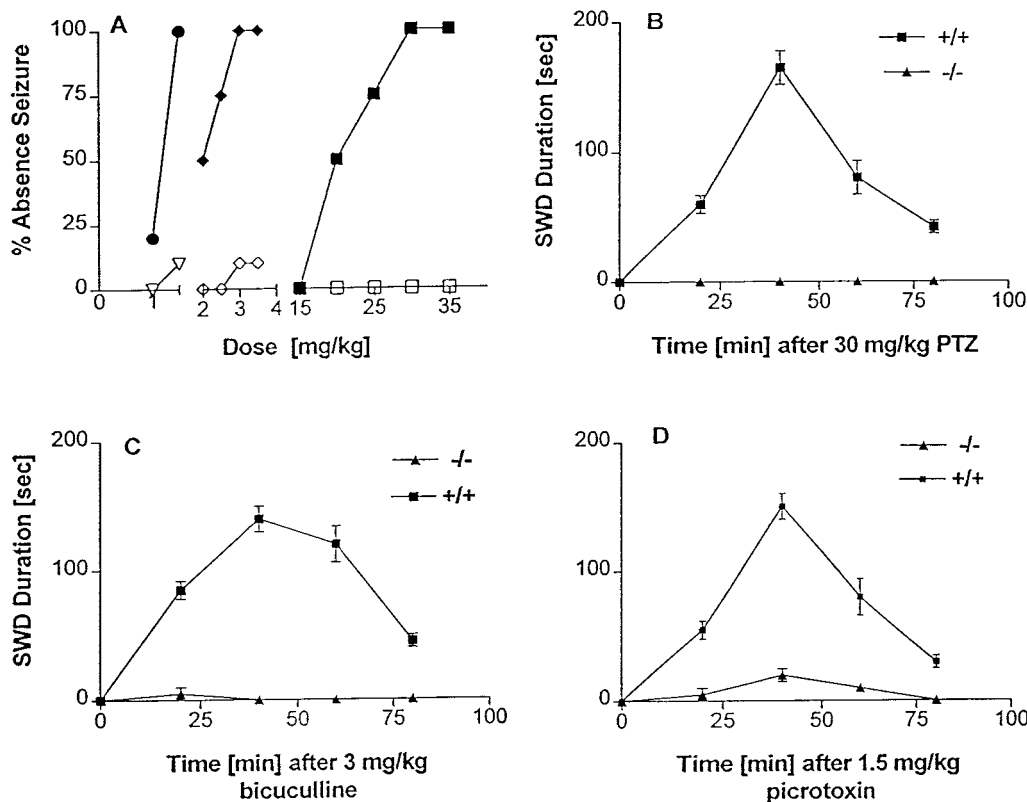 A
% Absence Seizure
100
75
50
25
0
0 1 2 3 4 15 25 35
Dose [mg/kg]
B
+/+
-/-
SWD Duration [sec]
200
100
0
0 25 50 75 100
Time [min] after 30 mg/kg PTZ
C
-/-
+/+
SWD Duration [sec]
200
100
0
0 25 50 75 100
Time [min] after 3 mg/kg
bicuculline
D
-/-
+/+
200
100
0
0 25 50 75 100
Time [min] after 1.5 mg/kg
picrotoxin